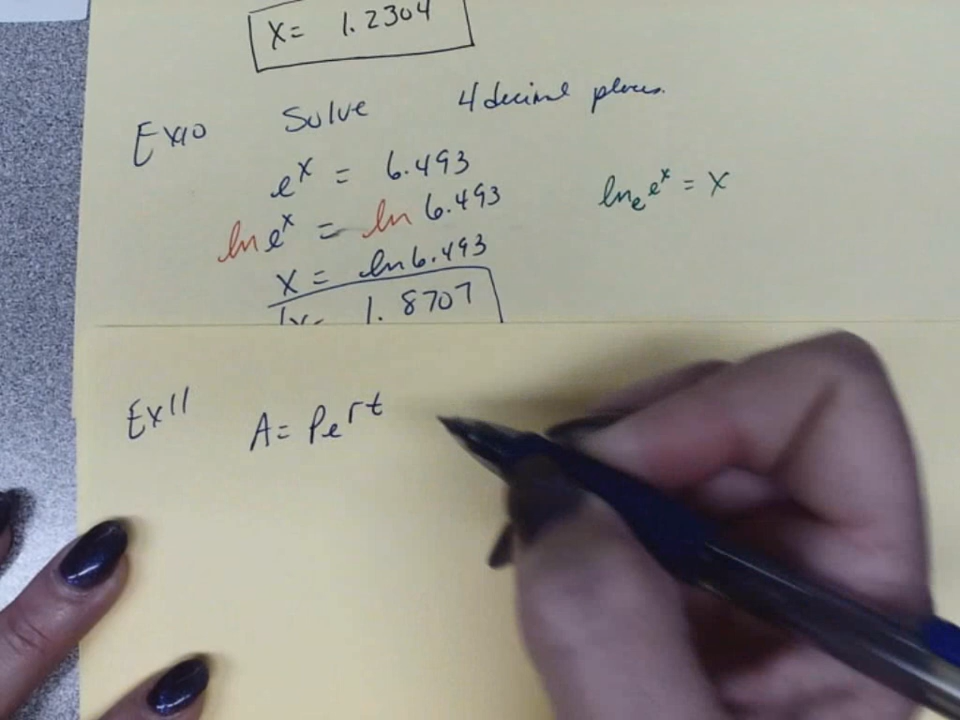 x= 1.2304
Ex10 Solve 4 decimal places.
e^x = 6.493
ln e^x = ln 6.493 ln_e e^x = x
x = ln 6.493
x= 1.8707
Ex11 A= Pe^rt